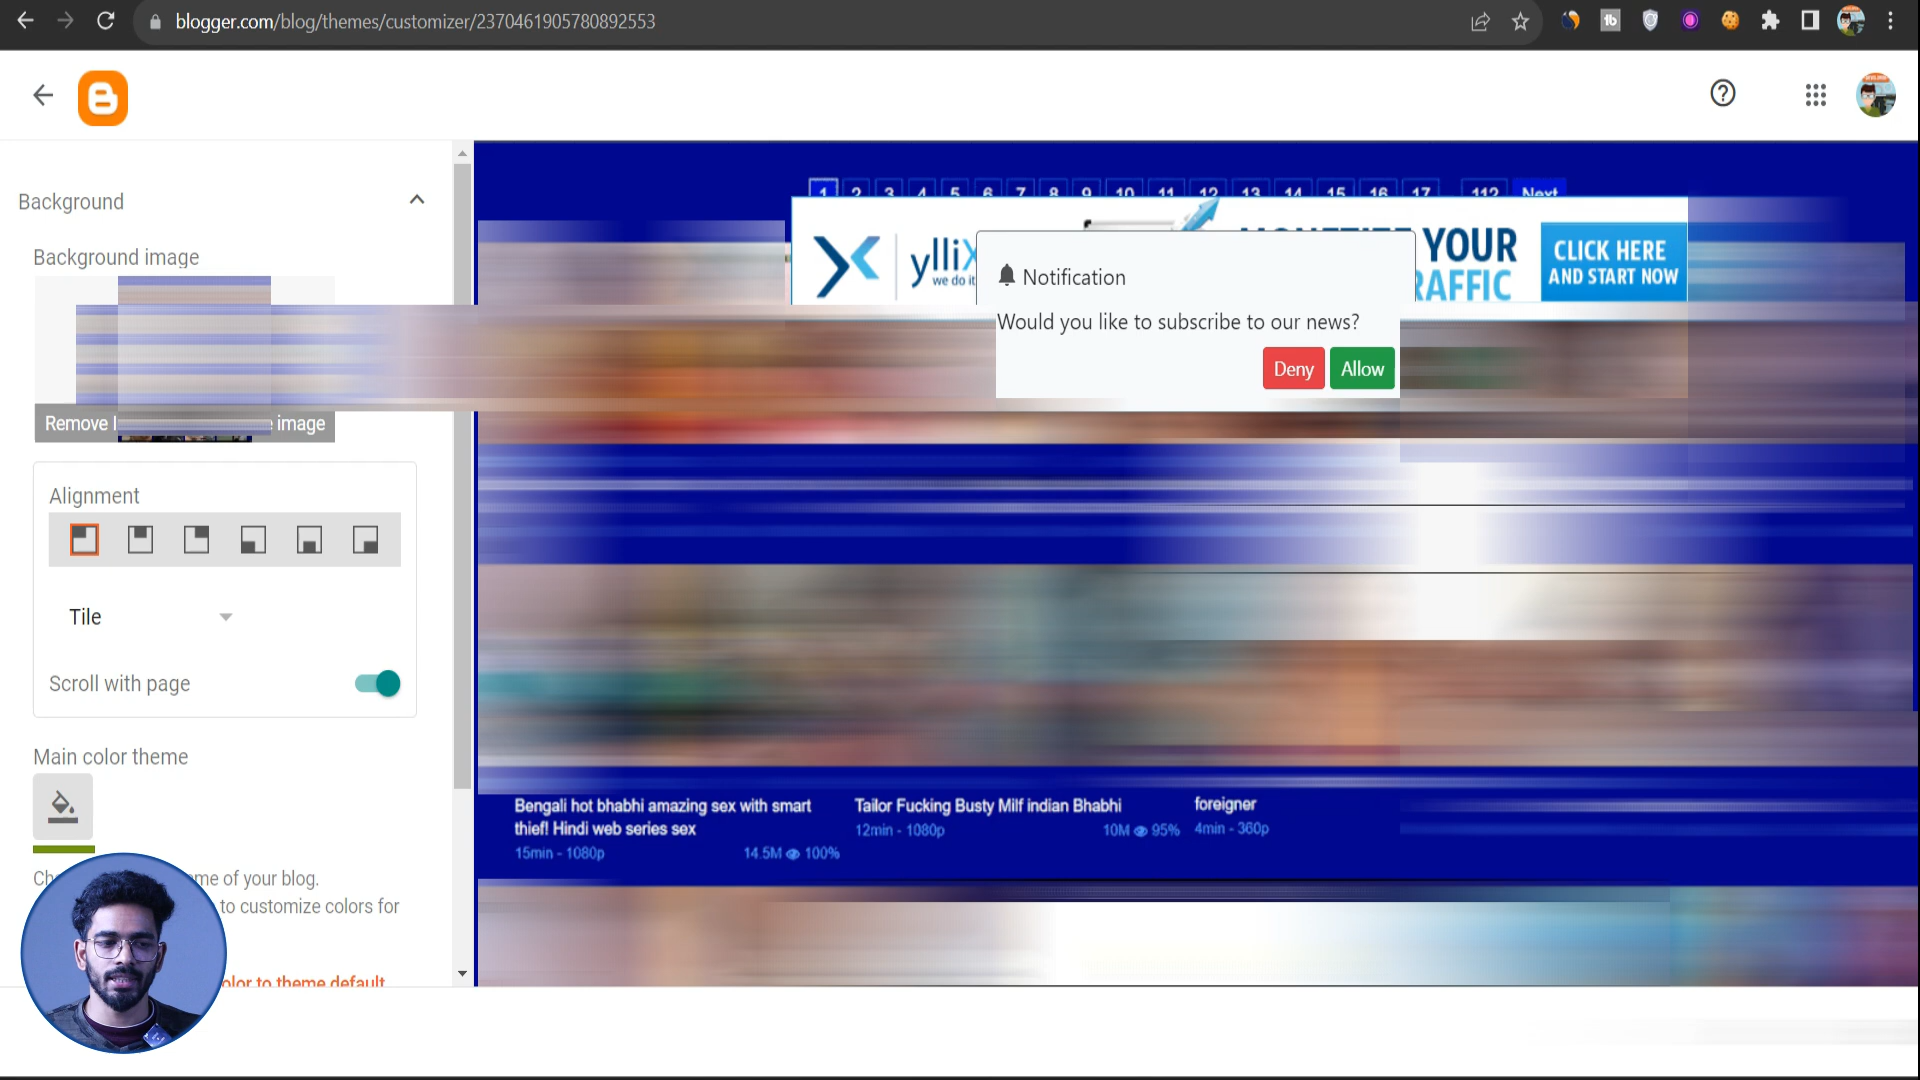 blogger.com/blog/themes/customizer/2370461905780892553
Background
Background image
Remove
image
Alignment
Tile
Scroll with page
Main color theme
me of your blog.
to customize colors for
olor to theme default
1 2 3 4 5 6 7 8 9 10 11 12 13 14 15 16 17 112 Next
ylliX
we do it
YOUR
RAFFIC
CLICK HERE
AND START NOW
Notification
Would you like to subscribe to our news?
Deny Allow
Bengali hot bhabhi amazing sex with smart
thief! Hindi web series sex
15min - 1080p 14.5M 100%
Tailor Fucking Busty Milf indian Bhabhi
12min - 1080p 10M 95%
foreigner
4min - 360p